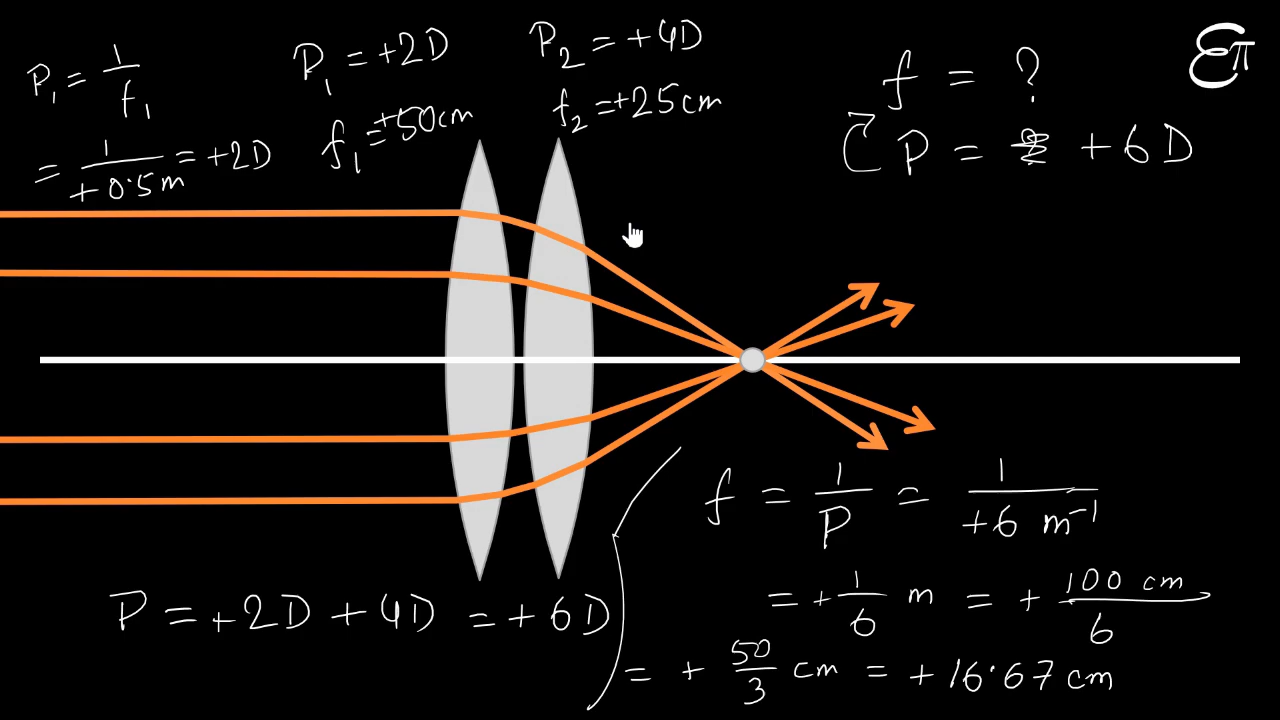 P₁ = 1/f₁
= 1/+0.5m = +2D
P₁ = +2D
f₁ = +50cm
P₂ = +4D
f₂ = +25cm
f = ?
P = +6D
επ
P = +2D + 4D = +6D
f = 1/P = 1/+6 m⁻¹
= + 1/6 m = + 100 cm/6
= + 50/3 cm = +16.67 cm